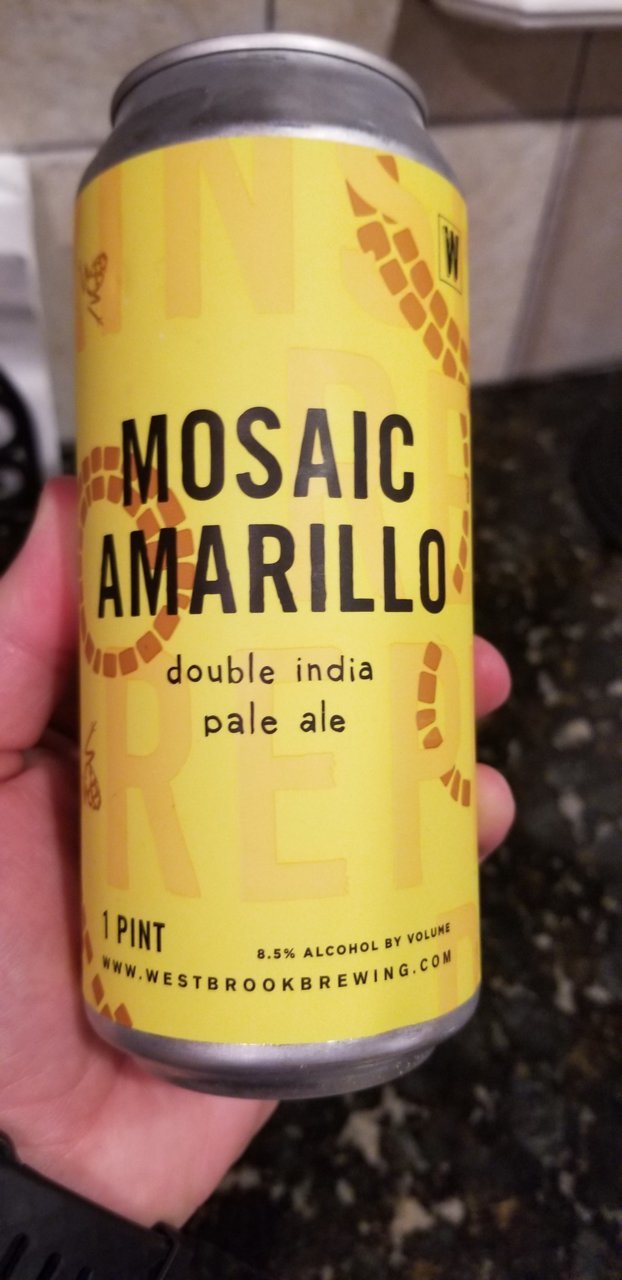 W
MOSAIC
AMARILLO
double india
pale ale
1 PINT
8.5% ALCOHOL BY VOLUME
WWW.WESTBROOKBREWING.COM